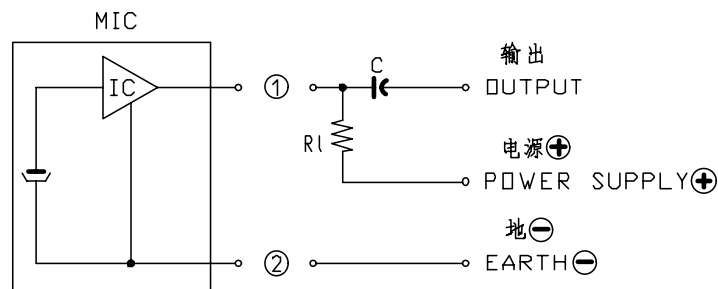 MIC
IC
①
C
输出
OUTPUT
Rl
电源⊕
POWER SUPPLY⊕
②
地⊖
EARTH⊖